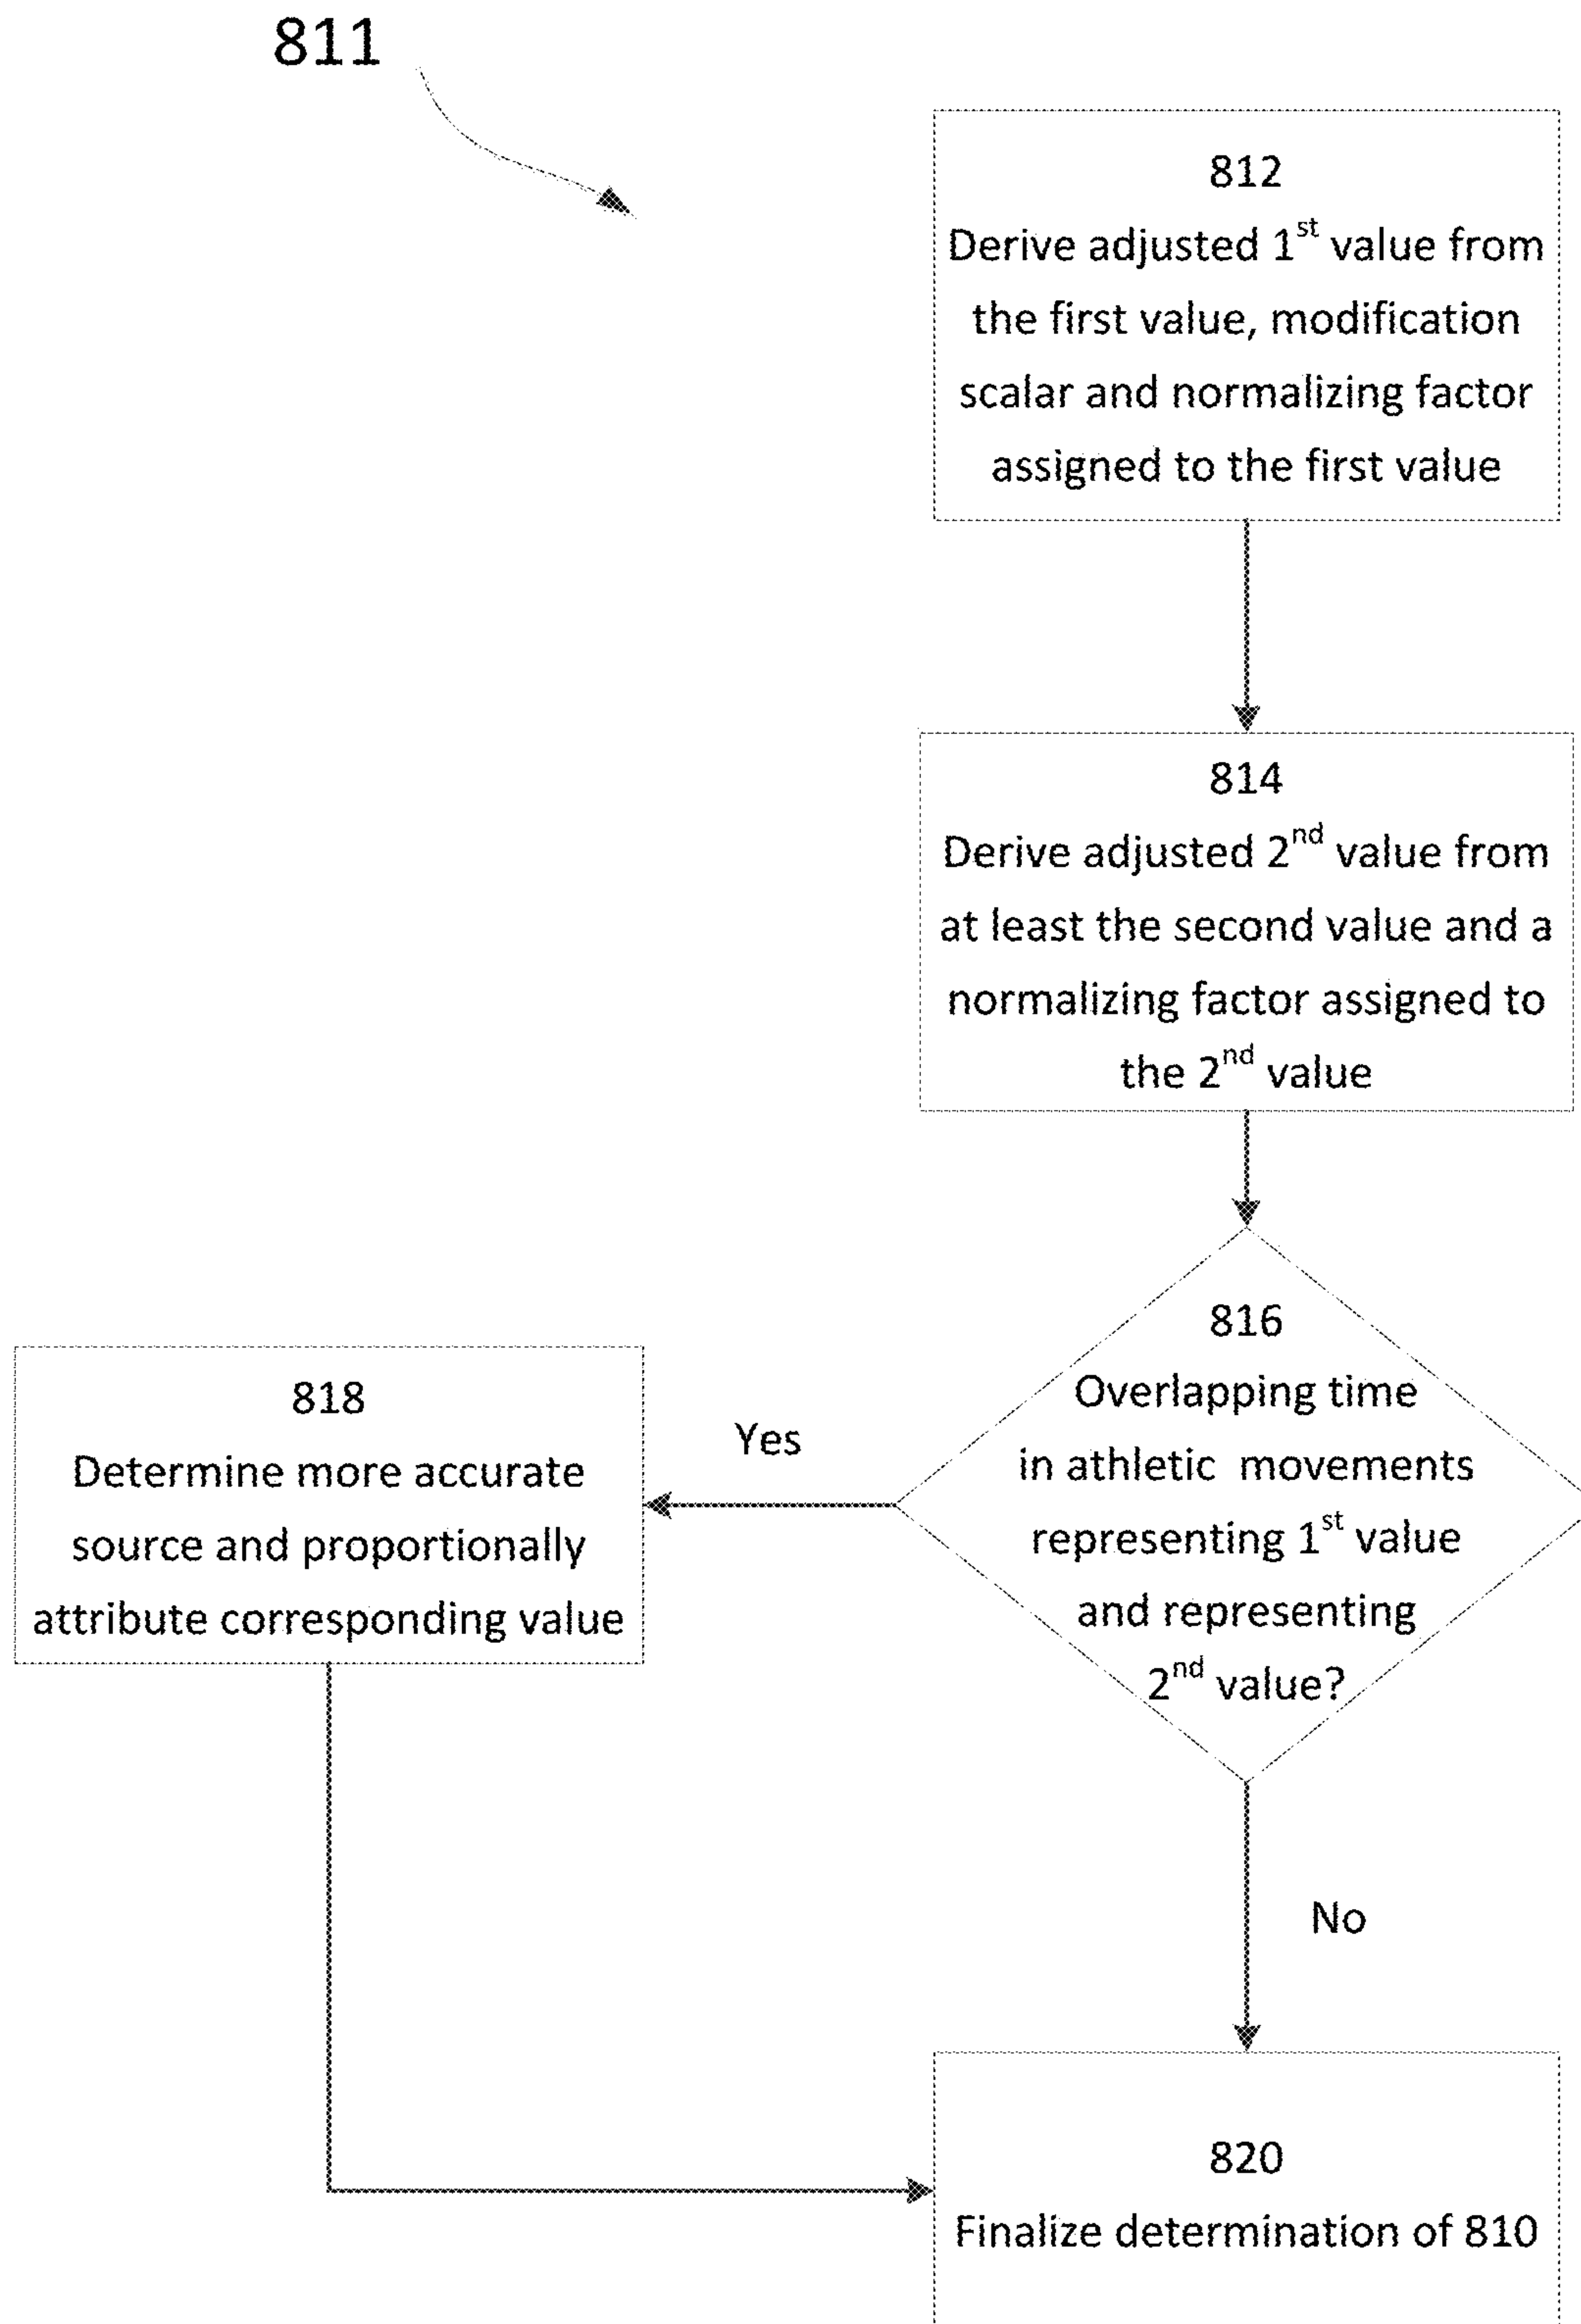 811
812
Derive adjusted 1st value from
the first value, modification
scalar and normalizing factor
assigned to the first value
814
Derive adjusted 2nd value from
at least the second value and a
normalizing factor assigned to
the 2nd value
816
Overlapping time
in athletic movements
representing 1st value
and representing
2nd value?
Yes
818
Determine more accurate
source and proportionally
attribute corresponding value
No
820
Finalize determination of 810